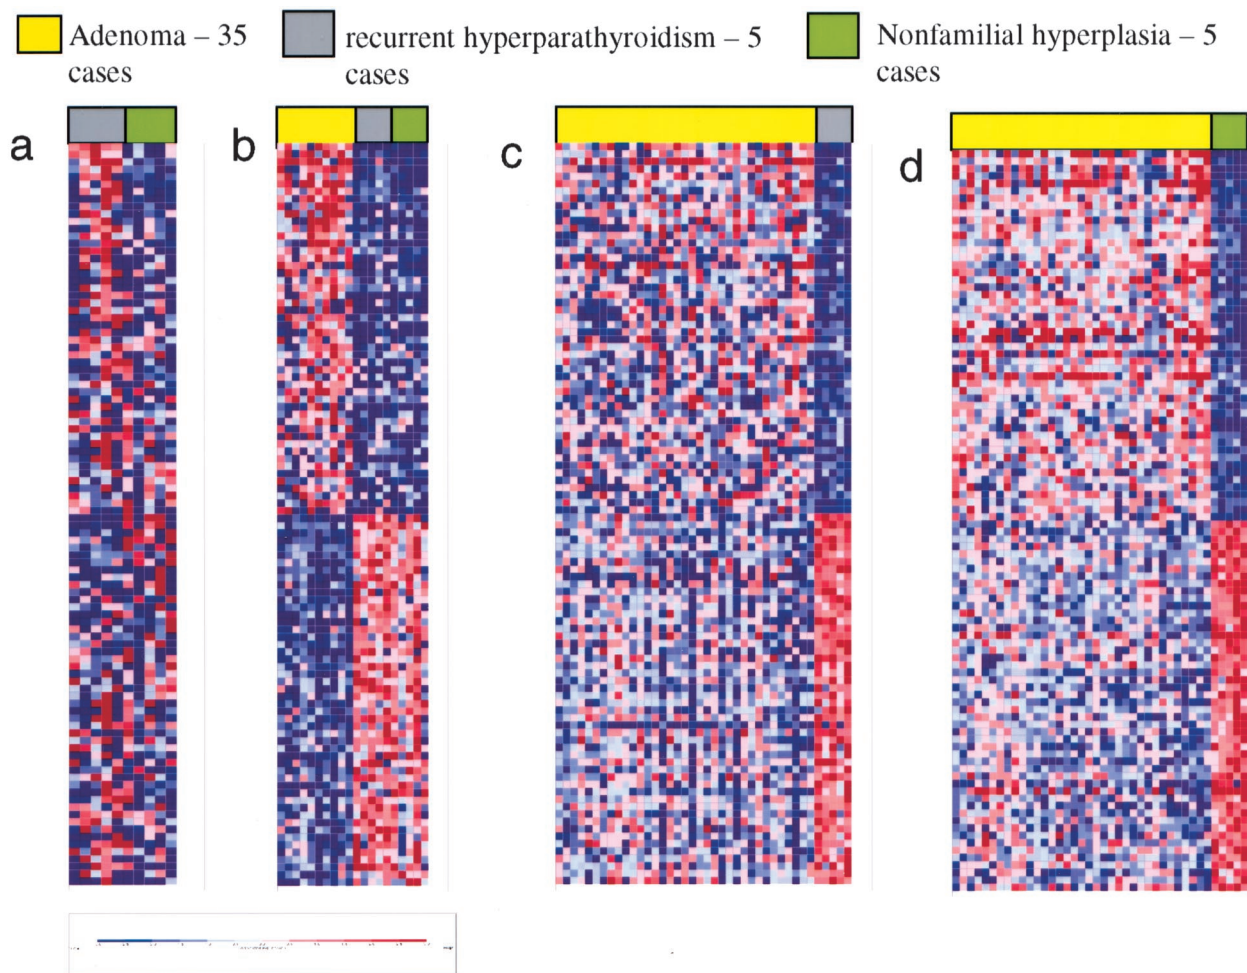 Adenoma – 35
cases
recurrent hyperparathyroidism – 5
cases
Nonfamilial hyperplasia – 5
cases
a
b
c
d